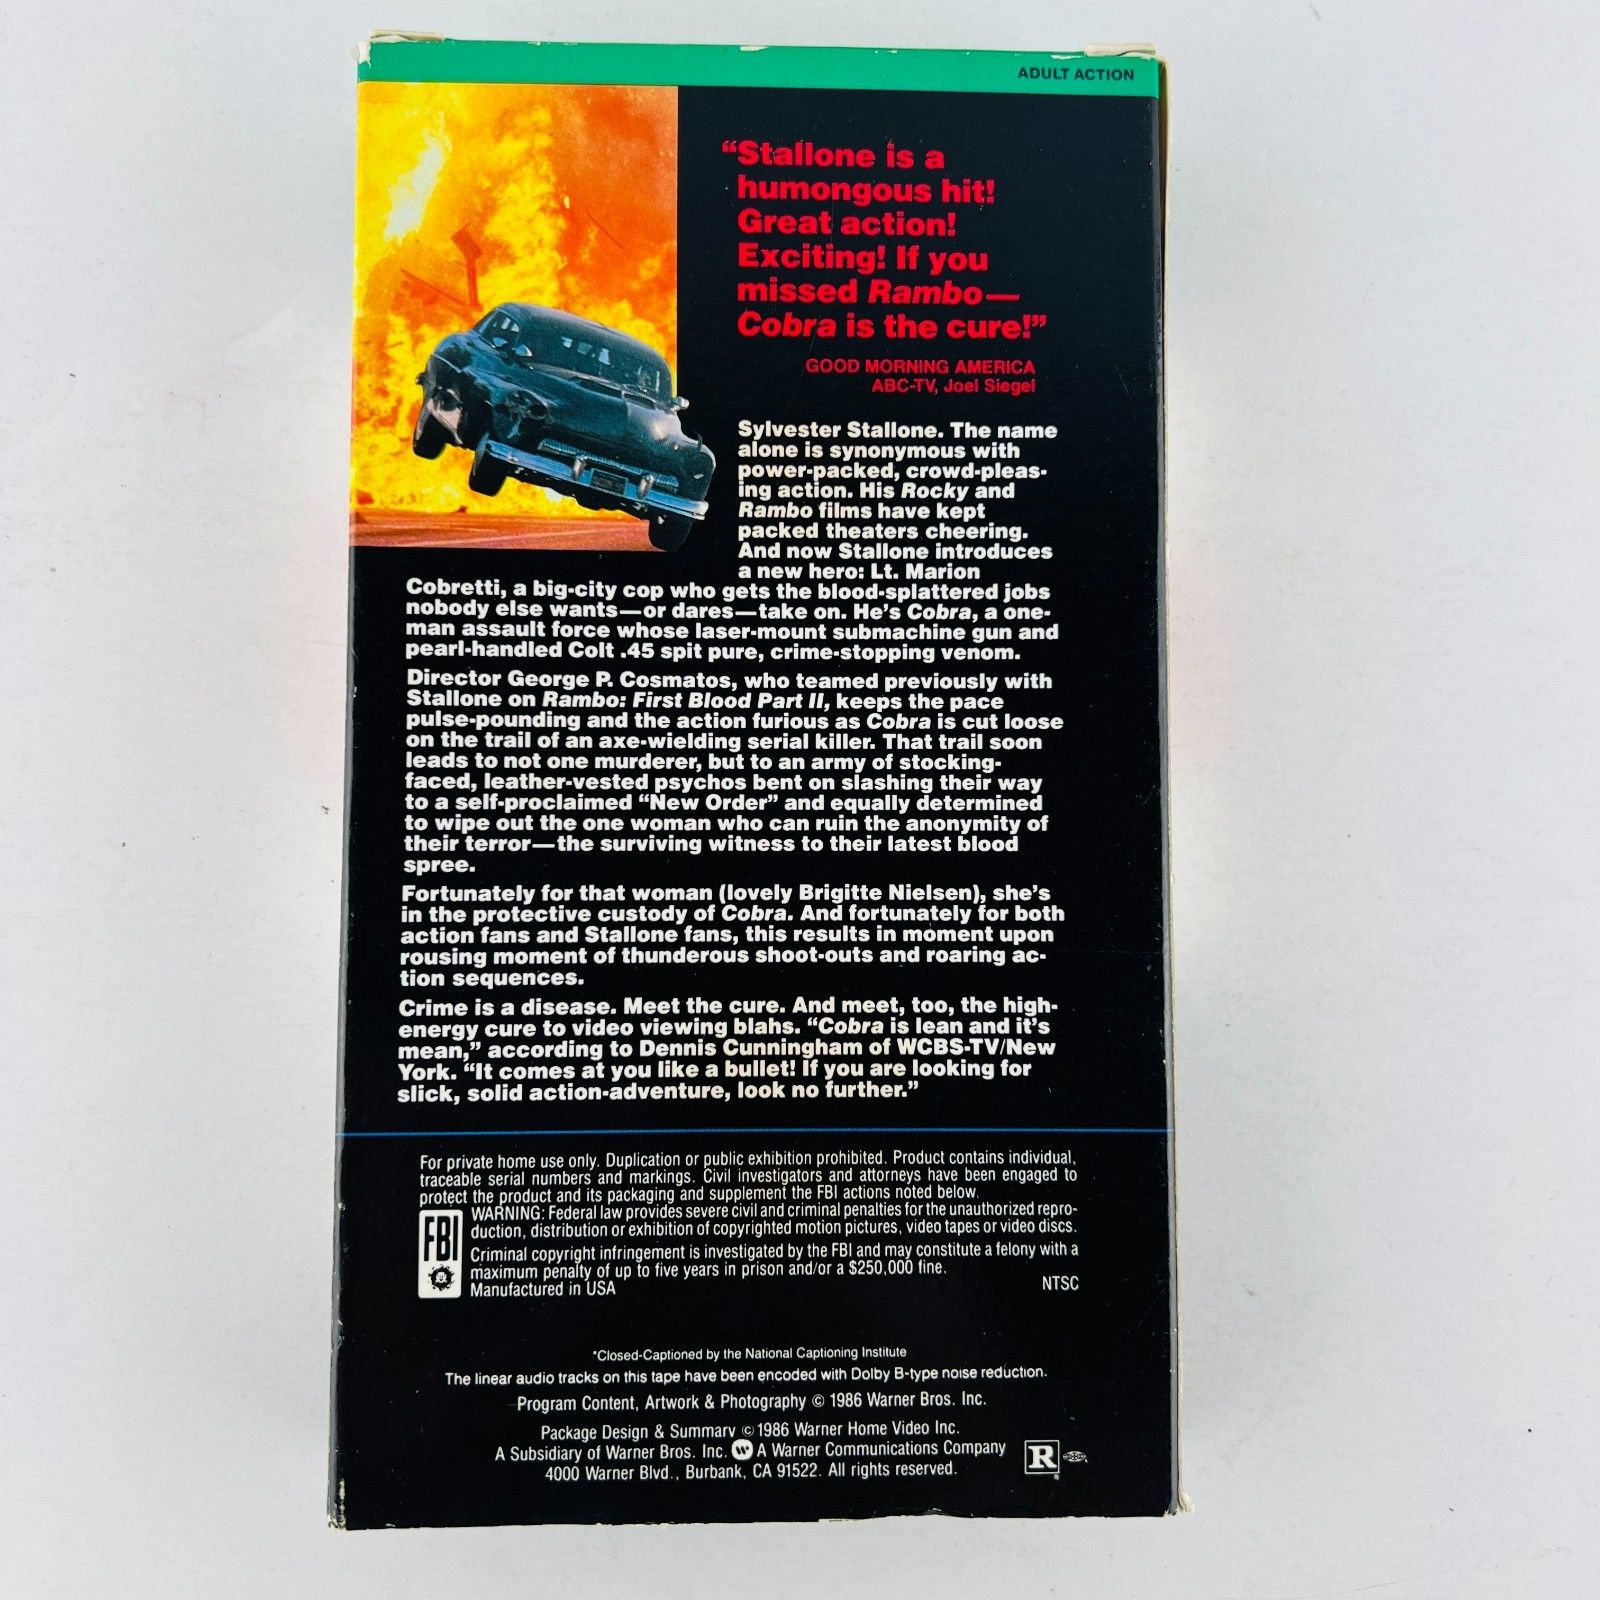 ADULT ACTION
“Stallone is a
humongous hit!
Great action!
Exciting! If you
missed Rambo—
Cobra is the cure!”
GOOD MORNING AMERICA
ABC-TV, Joel Siegel
Sylvester Stallone. The name
alone is synonymous with
power-packed, crowd-pleas-
ing action. His Rocky and
Rambo films have kept
packed theaters cheering.
And now Stallone introduces
a new hero: Lt. Marion
Cobretti, a big-city cop who gets the blood-splattered jobs
nobody else wants—or dares—take on. He's Cobra, a one-
man assault force whose laser-mount submachine gun and
pearl-handled Colt .45 spit pure, crime-stopping venom.
Director George P. Cosmatos, who teamed previously with
Stallone on Rambo: First Blood Part II, keeps the pace
pulse-pounding and the action furious as Cobra is cut loose
on the trail of an axe-wielding serial killer. That trail soon
leads to not one murderer, but to an army of stocking-
faced, leather-vested psychos bent on slashing their way
to a self-proclaimed “New Order” and equally determined
to wipe out the one woman who can ruin the anonymity of
their terror—the surviving witness to their latest blood
spree.
Fortunately for that woman (lovely Brigitte Nielsen), she's
in the protective custody of Cobra. And fortunately for both
action fans and Stallone fans, this results in moment upon
rousing moment of thunderous shoot-outs and roaring ac-
tion sequences.
Crime is a disease. Meet the cure. And meet, too, the high-
energy cure to video viewing blahs. “Cobra is lean and it's
mean,” according to Dennis Cunningham of WCBS-TV/New
York. “It comes at you like a bullet! If you are looking for
slick, solid action-adventure, look no further.”
For private home use only. Duplication or public exhibition prohibited. Product contains individual,
traceable serial numbers and markings. Civil investigators and attorneys have been engaged to
protect the product and its packaging and supplement the FBI actions noted below.
FBI
WARNING: Federal law provides severe civil and criminal penalties for the unauthorized repro-
duction, distribution or exhibition of copyrighted motion pictures, video tapes or video discs.
Criminal copyright infringement is investigated by the FBI and may constitute a felony with a
maximum penalty of up to five years in prison and/or a $250,000 fine.
Manufactured in USA
NTSC
*Closed-Captioned by the National Captioning Institute
The linear audio tracks on this tape have been encoded with Dolby B-type noise reduction.
Program Content, Artwork & Photography © 1986 Warner Bros. Inc.
Package Design & Summary © 1986 Warner Home Video Inc.
A Subsidiary of Warner Bros. Inc. A Warner Communications Company
4000 Warner Blvd., Burbank, CA 91522. All rights reserved.
R